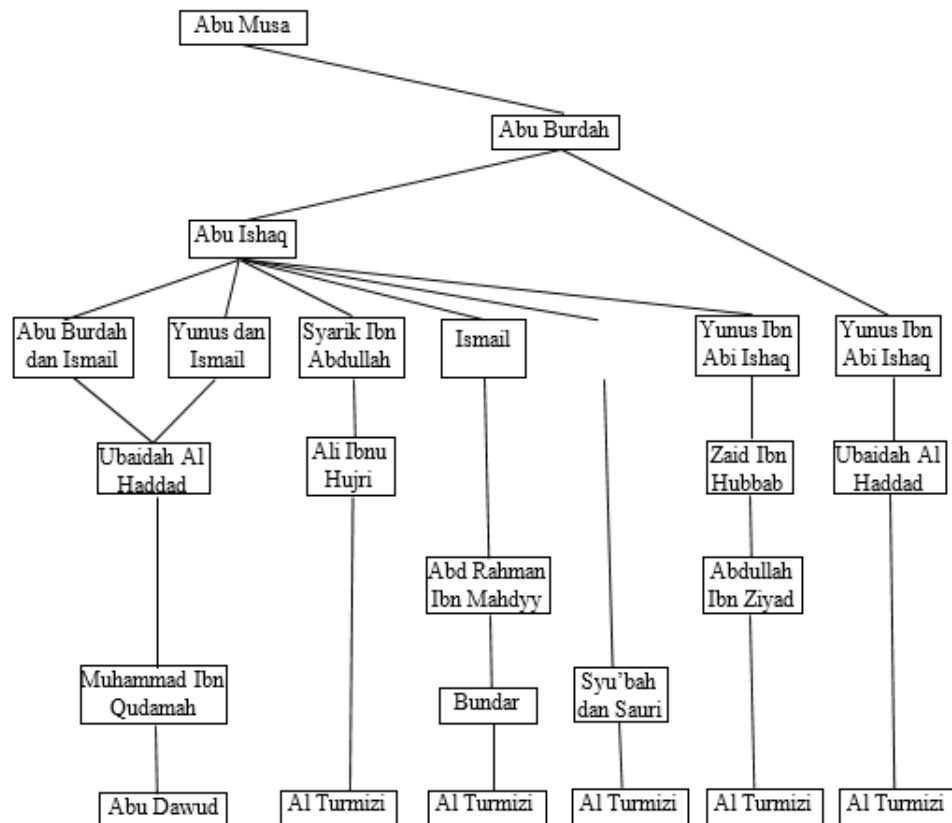 Abu Musa
Abu Burdah
Abu Ishaq
Abu Burdah
dan Ismail
Yunus dan
Ismail
Syarik Ibn
Abdullah
Ismail
Yunus Ibn
Abi Ishaq
Yunus Ibn
Abi Ishaq
Ubaidah Al
Haddad
Ali Ibnu
Hujri
Zaid Ibn
Hubbab
Ubaidah Al
Haddad
Abd Rahman
Ibn Mahdyy
Abdullah
Ibn Ziyad
Muhammad Ibn
Qudamah
Bundar
Syu’bah
dan Sauri
Abu Dawud
Al Turmizi
Al Turmizi
Al Turmizi
Al Turmizi
Al Turmizi